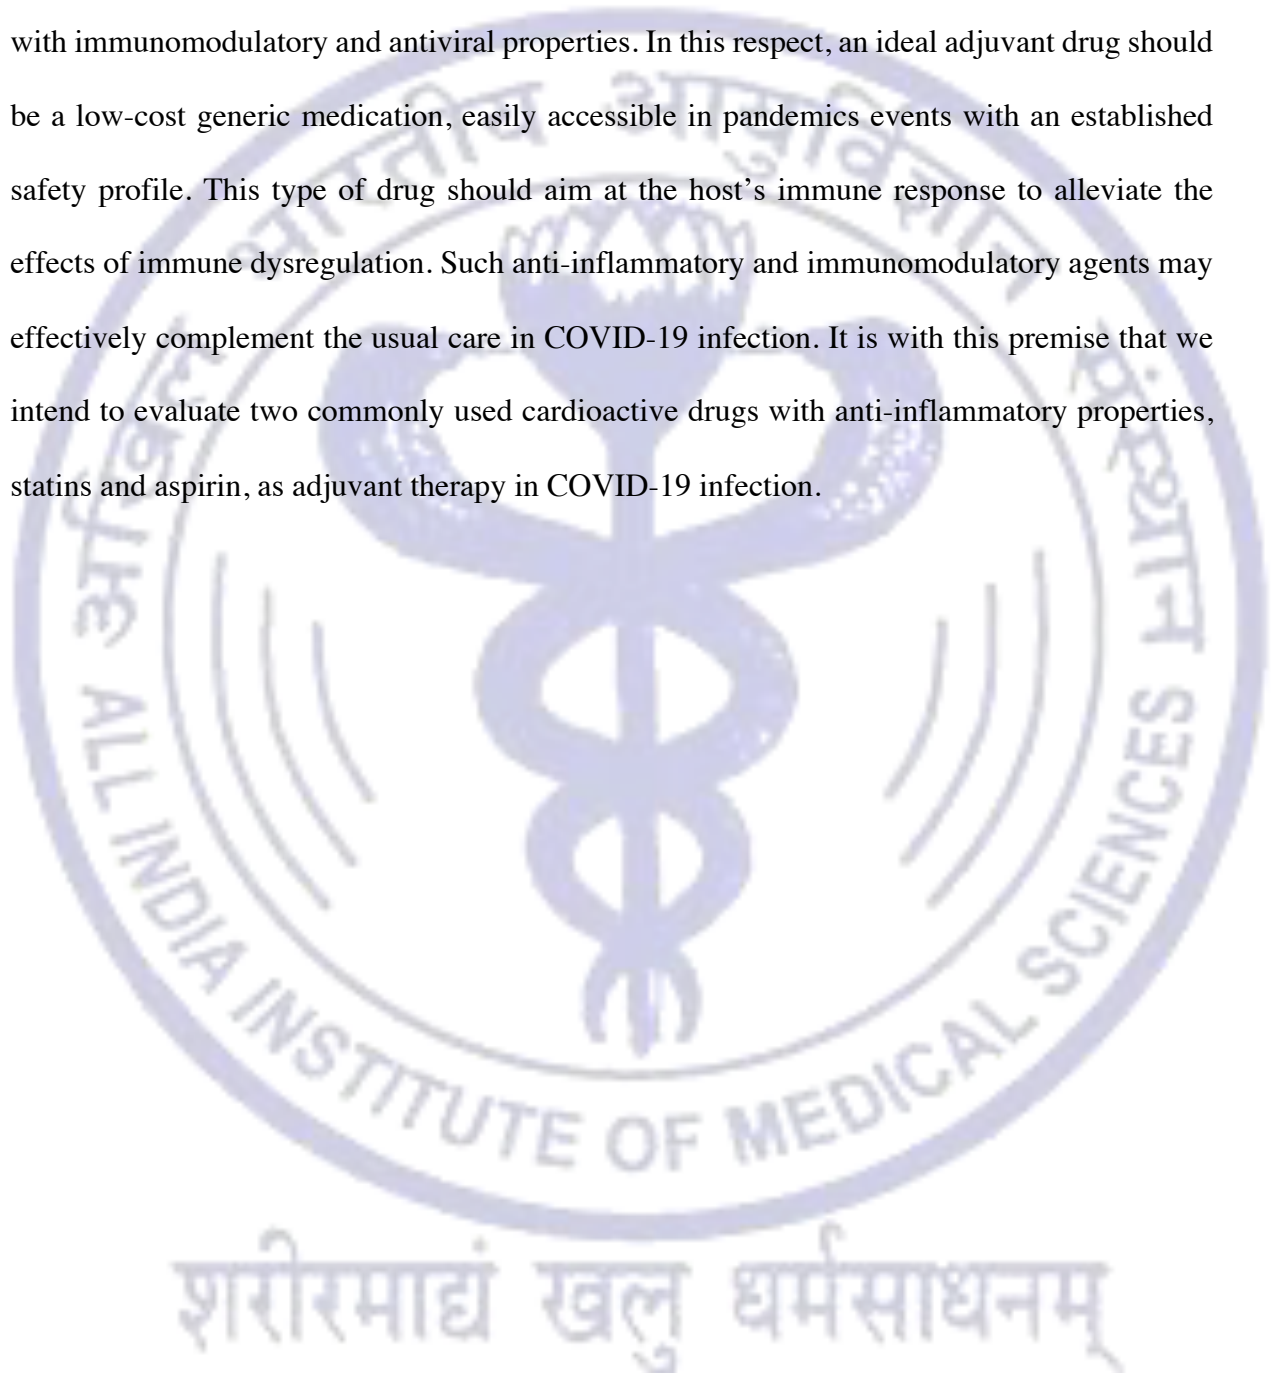 with immunomodulatory and antiviral properties. In this respect, an ideal adjuvant drug should
be a low-cost generic medication, easily accessible in pandemics events with an established
safety profile. This type of drug should aim at the host’s immune response to alleviate the
effects of immune dysregulation. Such anti-inflammatory and immunomodulatory agents may
effectively complement the usual care in COVID-19 infection. It is with this premise that we
intend to evaluate two commonly used cardioactive drugs with anti-inflammatory properties,
statins and aspirin, as adjuvant therapy in COVID-19 infection.
अखिल भारतीय आयुर्विज्ञान संस्थान
ALL INDIA INSTITUTE OF MEDICAL SCIENCES
शरीरमाद्यं खलु धर्मसाधनम्